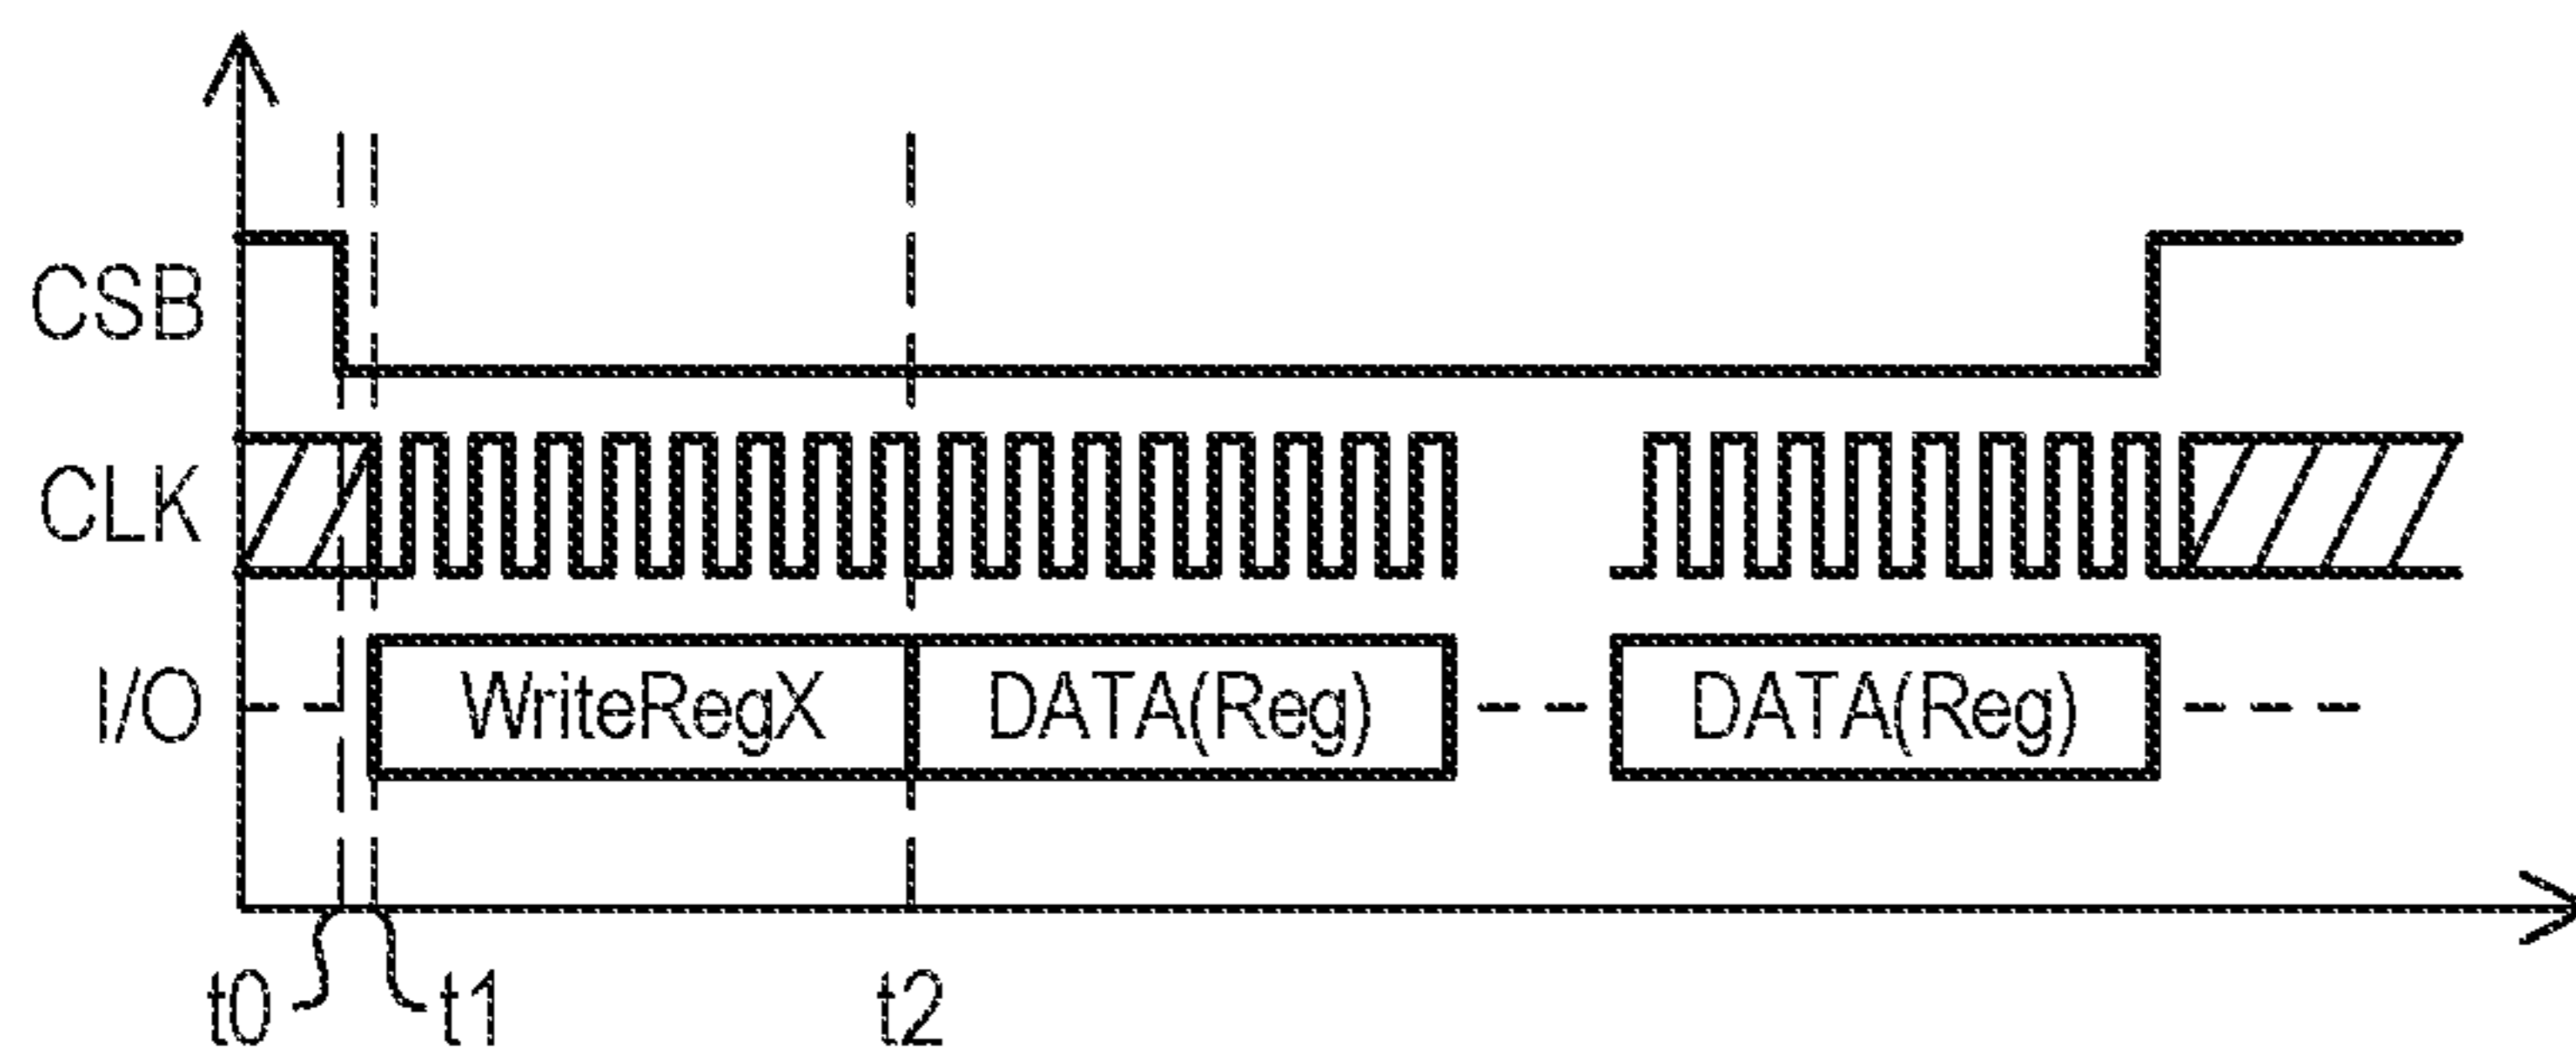 CSB
CLK
I/O WriteRegX DATA(Reg) DATA(Reg)
t0 t1 t2